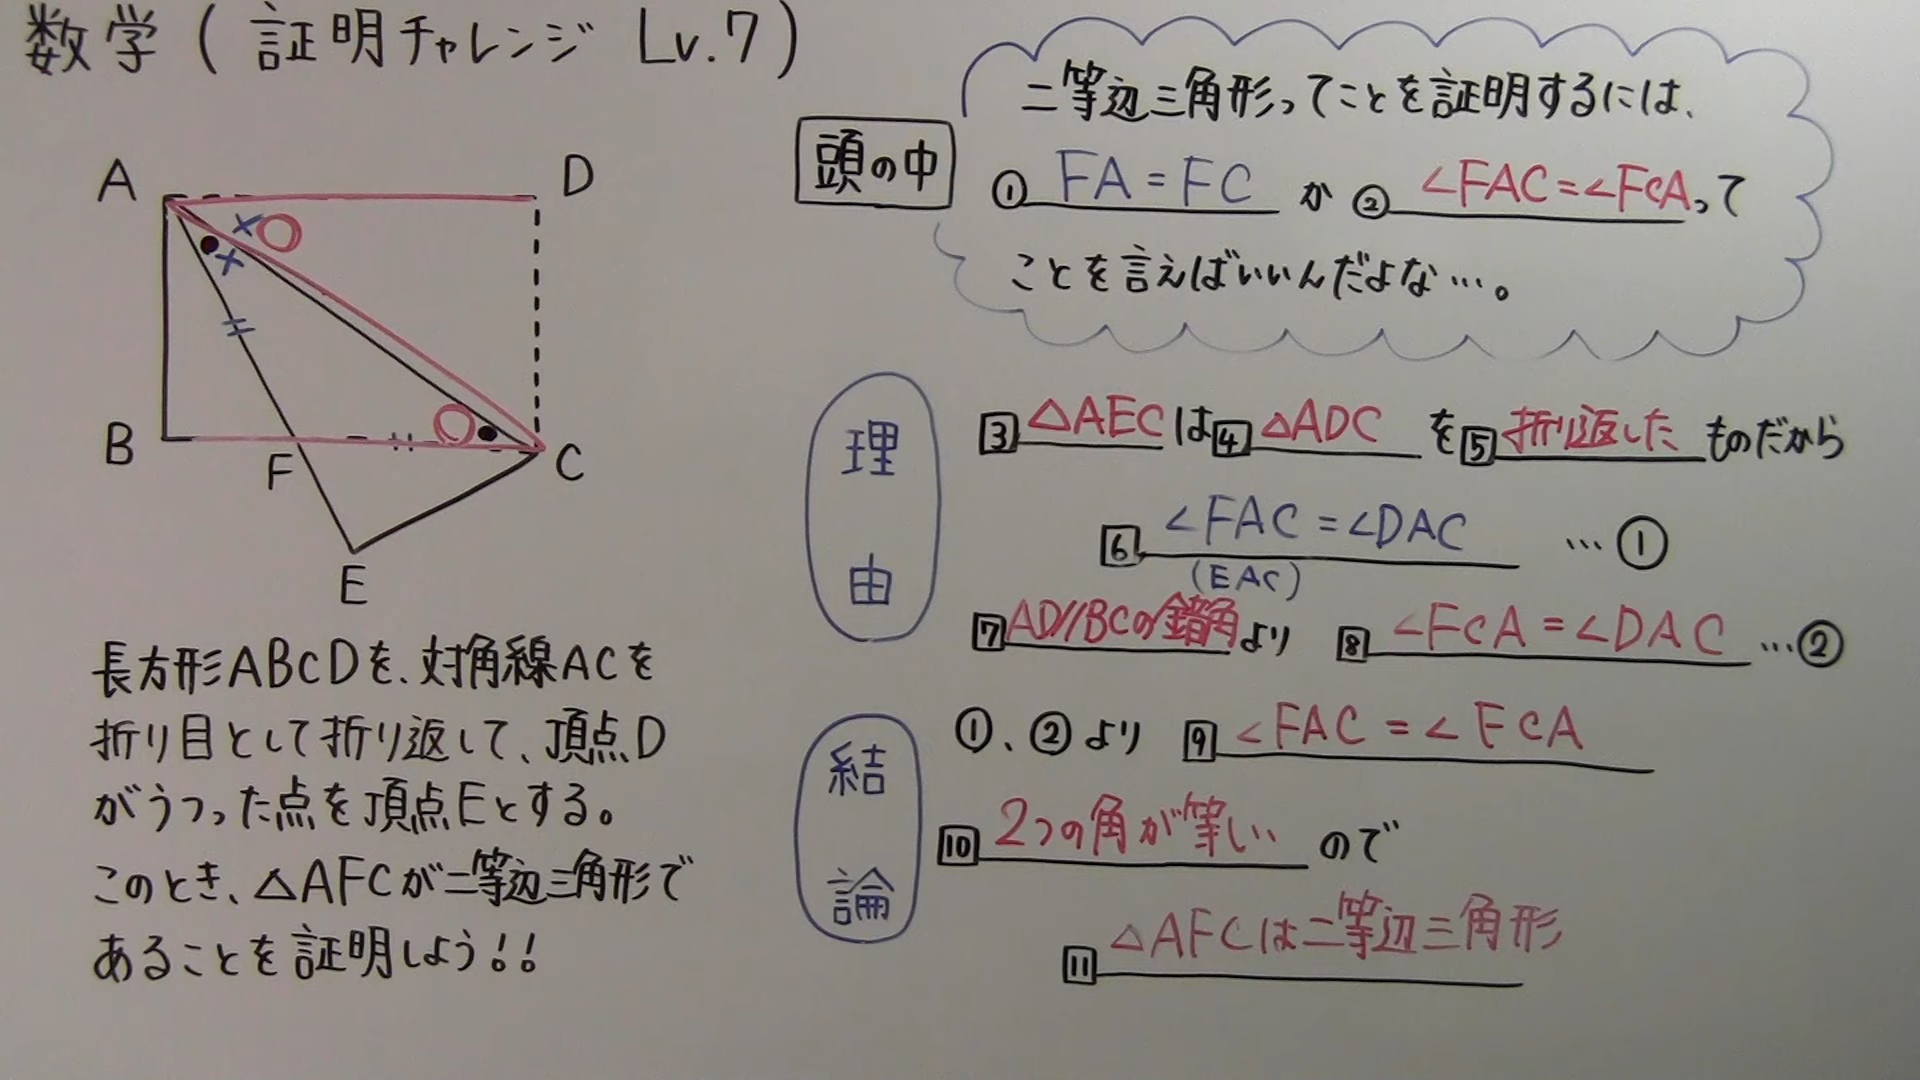 数学(証明チャレンジ Lv.7)
A
D
B
F
C
E
長方形ABCDを、対角線ACを
折り目として折り返して、頂点D
がうつった点を頂点Eとする。
このとき、△AFCが二等辺三角形で
あることを証明しよう!!
頭の中
二等辺三角形ってことを証明するには、
① FA=FC か ② ∠FAC=∠FCAって
ことを言えばいいんだよな…。
理由
3 △AECは 4 △ADC を 5 折り返した ものだから
6 ∠FAC=∠DAC …①
(EAC)
7 AD//BCの錯角より 8 ∠FCA=∠DAC …②
結論
①、②より 9 ∠FAC=∠FCA
10 2つの角が等しい ので
11 △AFCは二等辺三角形